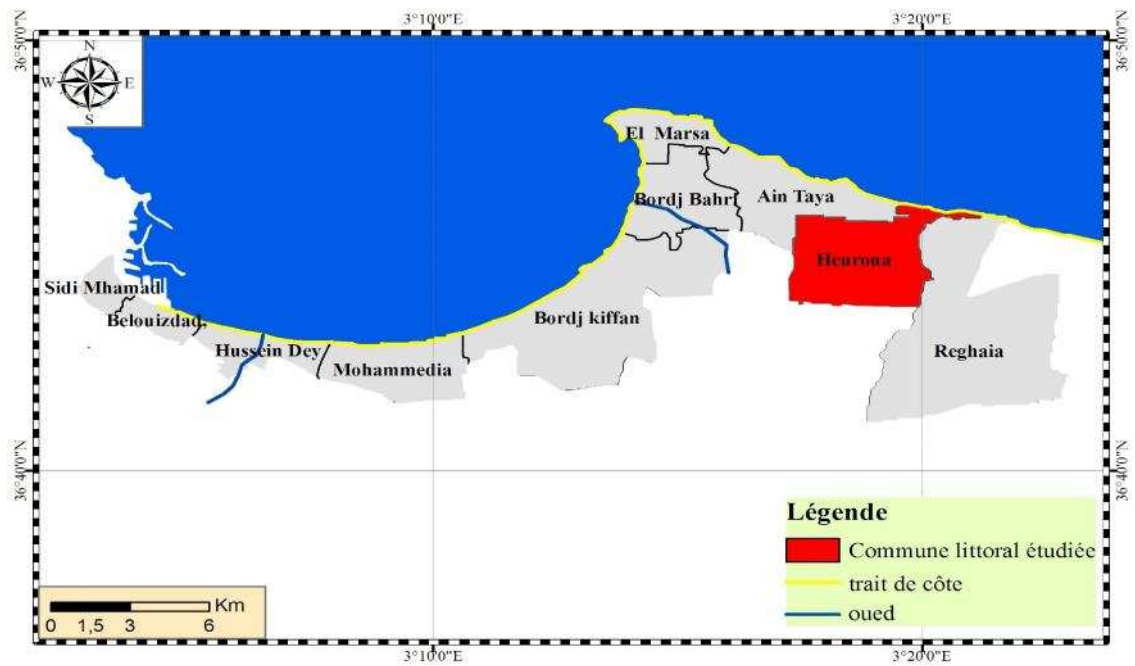 3°10'0"E
3°20'0"E
36°50'0"N
36°50'0"N
N
W
E
S
El Marsa
Bordj Bahri
Ain Taya
Heuroua
Sidi Mhamad
Belouizdad,
Bordj kiffan
Hussein Dey
Mohammedia
Reghaia
36°40'0"N
36°40'0"N
Légende
Commune littoral étudiée
trait de côte
oued
Km
0 1,5 3 6
3°10'0"E
3°20'0"E